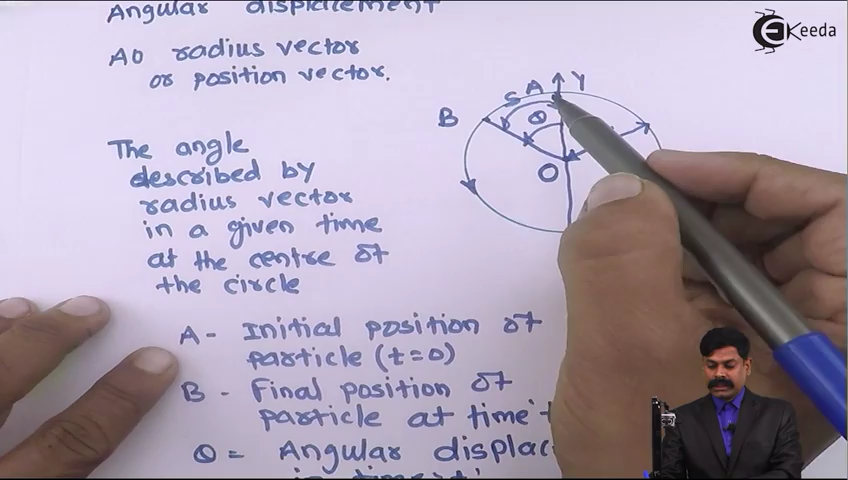 Angular displacement
AO radius vector
or position vector.
The angle
described by
radius vector
in a given time
at the centre of
the circle
A - Initial position of
particle (t=0)
B - Final position of
particle at time 't
θ = Angular displac
Y
A
S
B
θ
O
Keeda